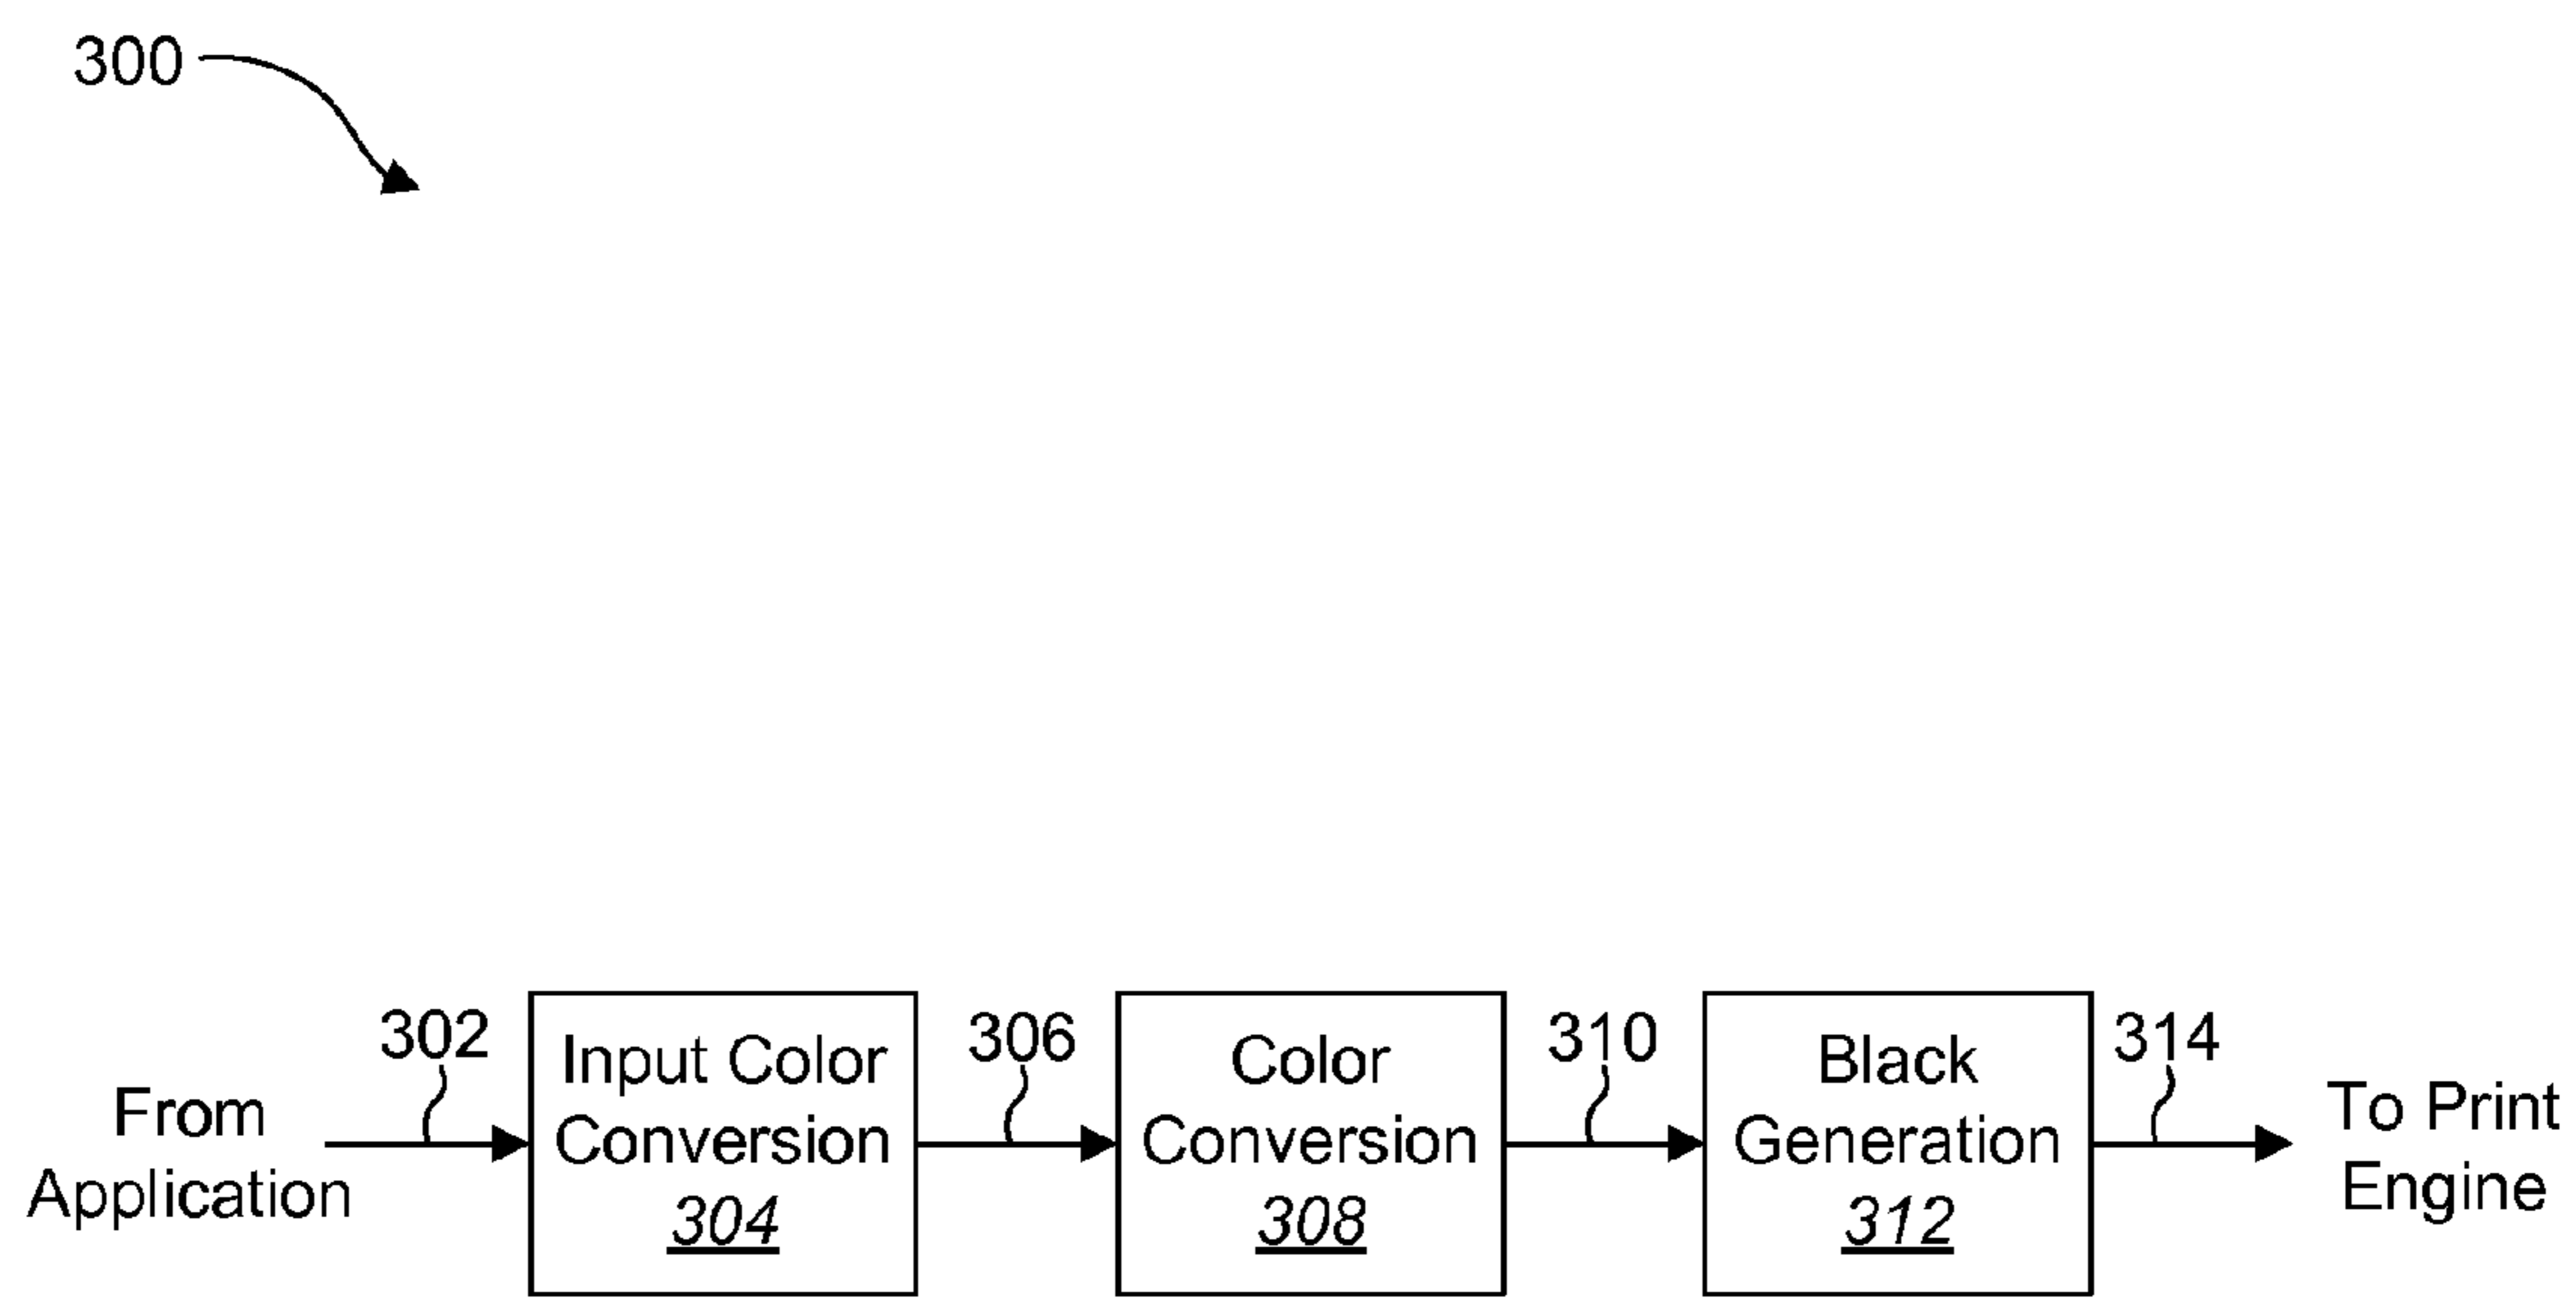 300
302
306
310
314
From
Application
Input Color
Conversion
304
Color
Conversion
308
Black
Generation
312
To Print
Engine